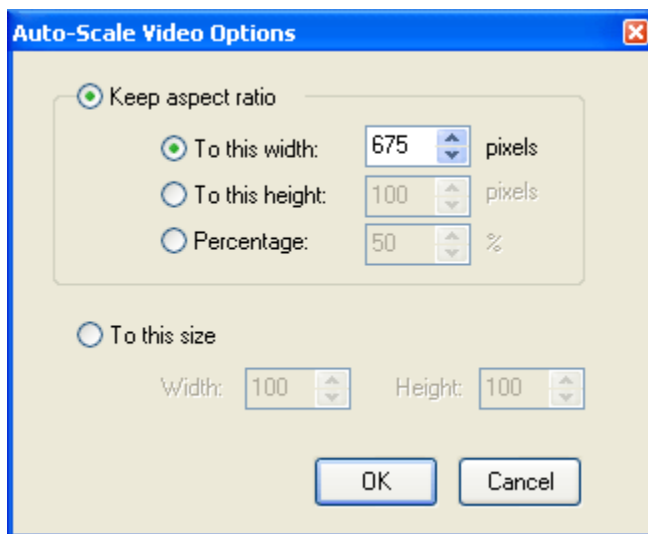 Auto-Scale Video Options
Keep aspect ratio
To this width: 675 pixels
To this height: 100 pixels
Percentage: 50 %
To this size
Width: 100 Height: 100
OK Cancel